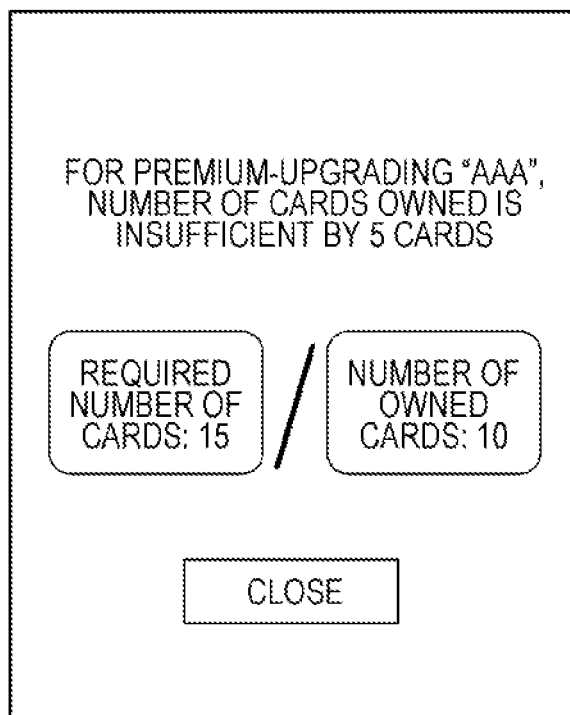 FOR PREMIUM-UPGRADING “AAA”,
NUMBER OF CARDS OWNED IS
INSUFFICIENT BY 5 CARDS
REQUIRED
NUMBER OF
CARDS: 15
/
NUMBER OF
OWNED
CARDS: 10
CLOSE